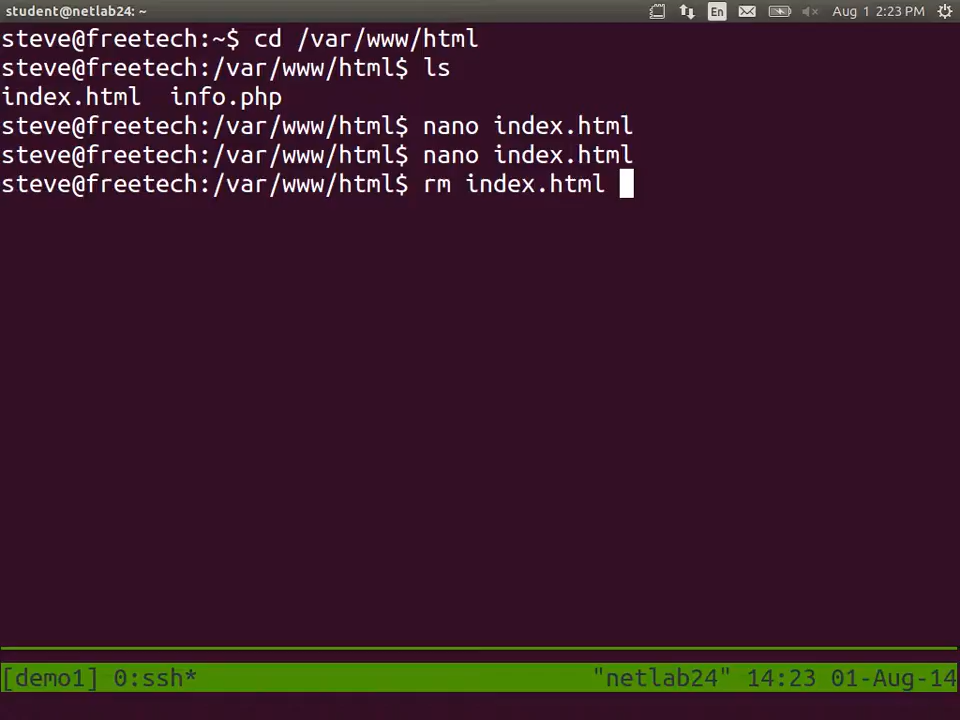 student@netlab24: ~ En Aug 1 2:23 PM
steve@freetech:~$ cd /var/www/html
steve@freetech:/var/www/html$ ls
index.html  info.php
steve@freetech:/var/www/html$ nano index.html
steve@freetech:/var/www/html$ nano index.html
steve@freetech:/var/www/html$ rm index.html
[demo1] 0:ssh* "netlab24" 14:23 01-Aug-14